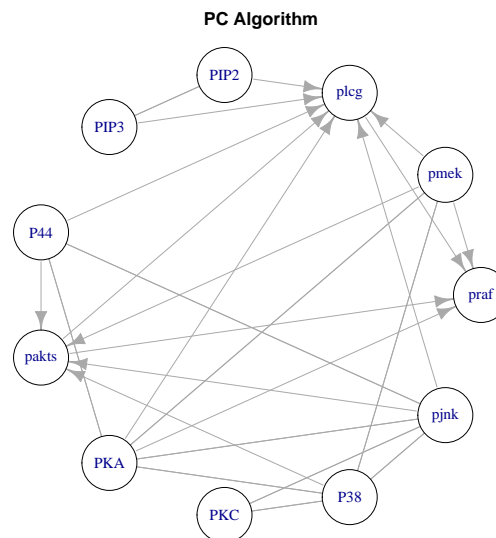 PC Algorithm
PIP2
plcg
PIP3
pmek
P44
praf
pakts
pjnk
PKA
P38
PKC